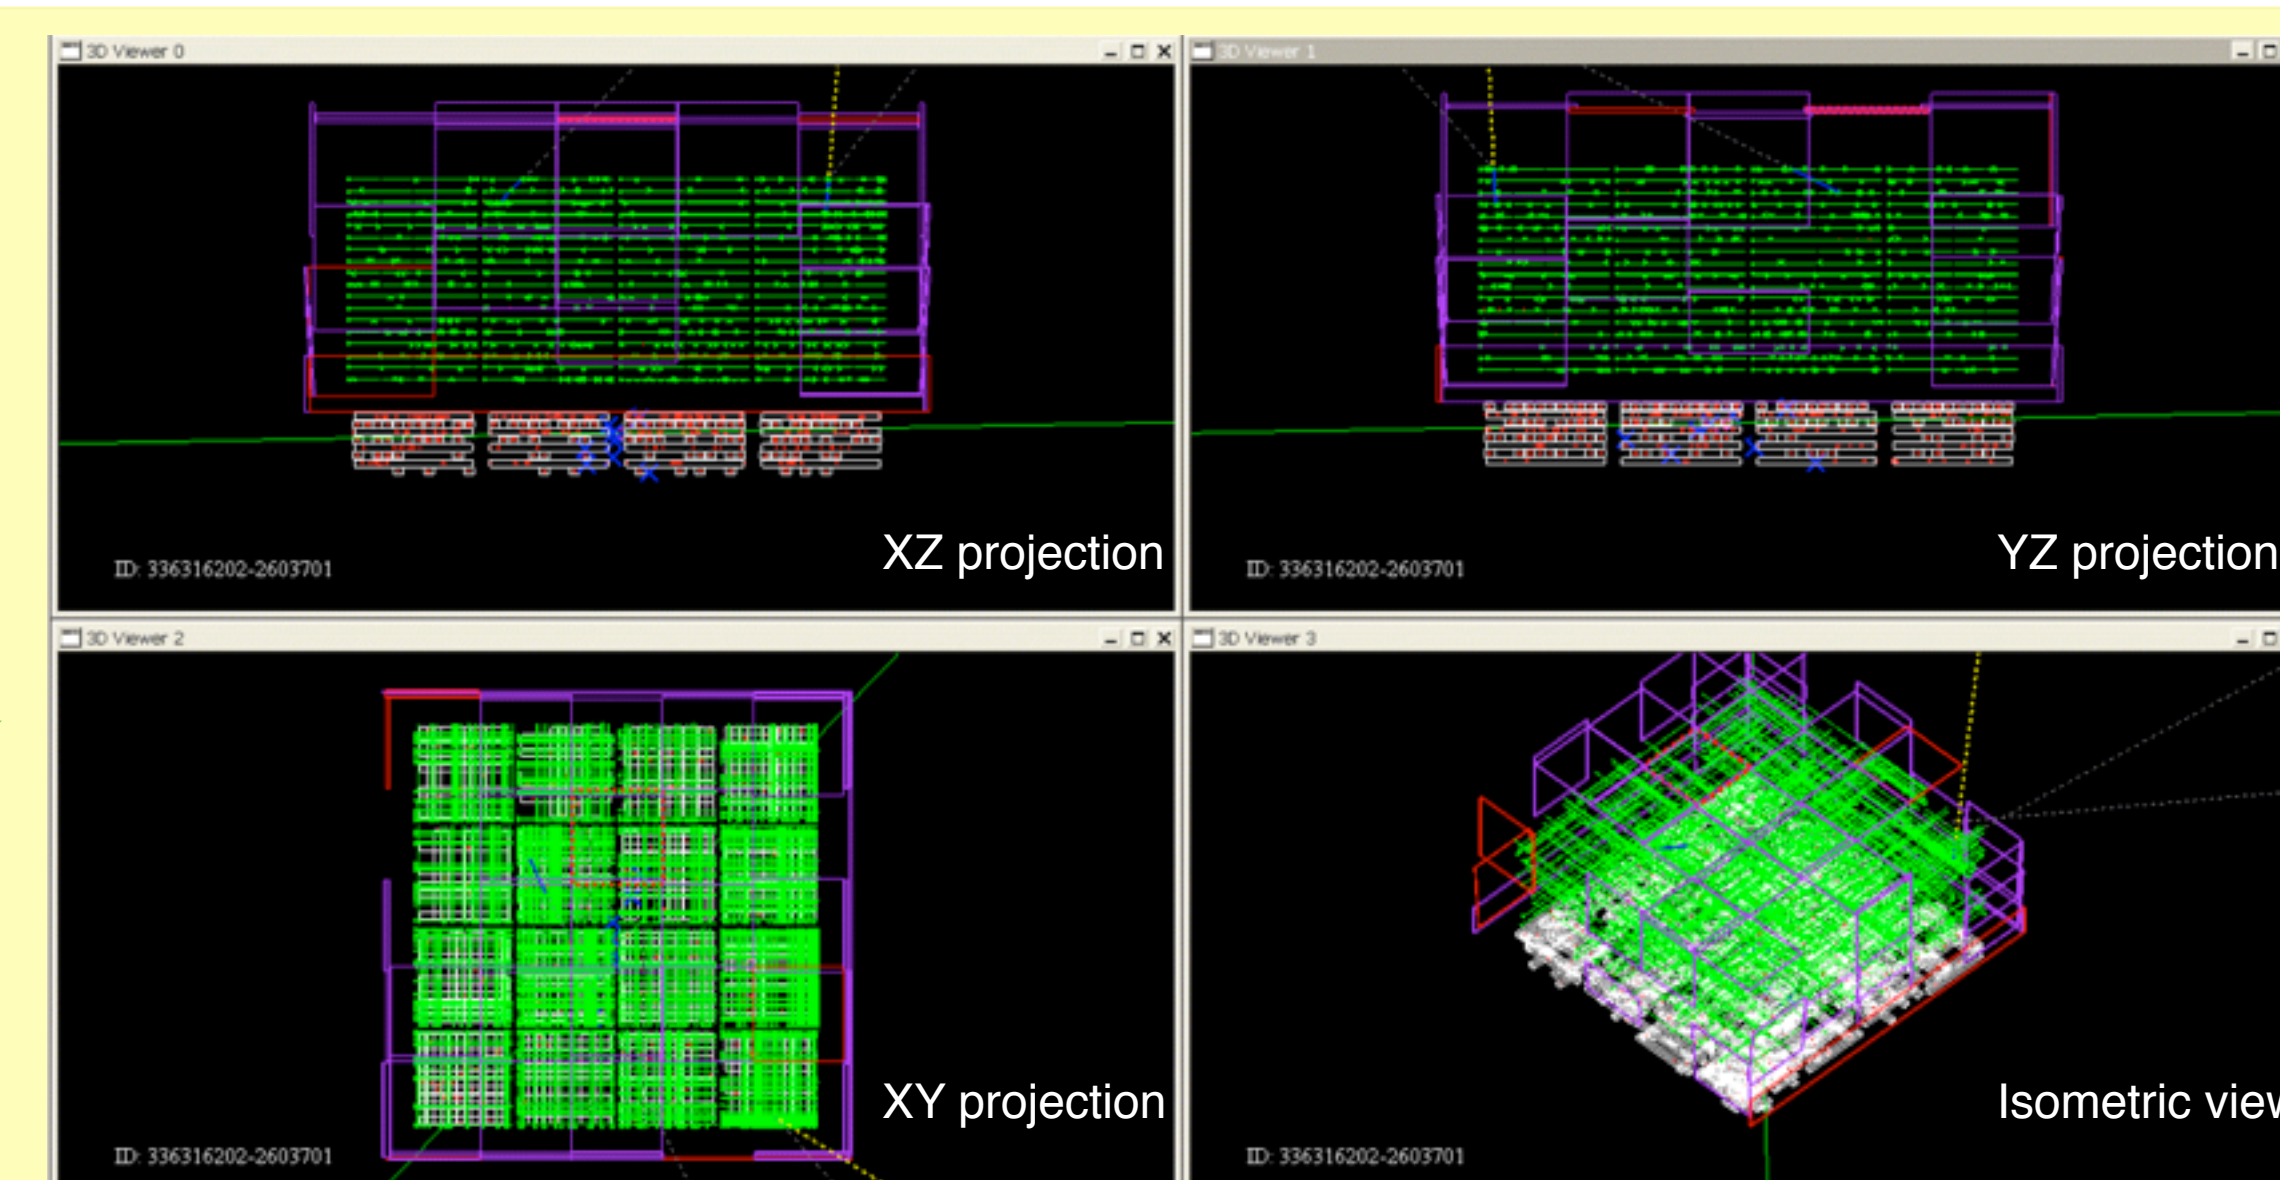 3D Viewer 0
3D Viewer 1
XZ projection
ID: 336316202-2603701
YZ projection
ID: 336316202-2603701
3D Viewer 2
3D Viewer 3
XY projection
ID: 336316202-2603701
Isometric view
ID: 336316202-2603701